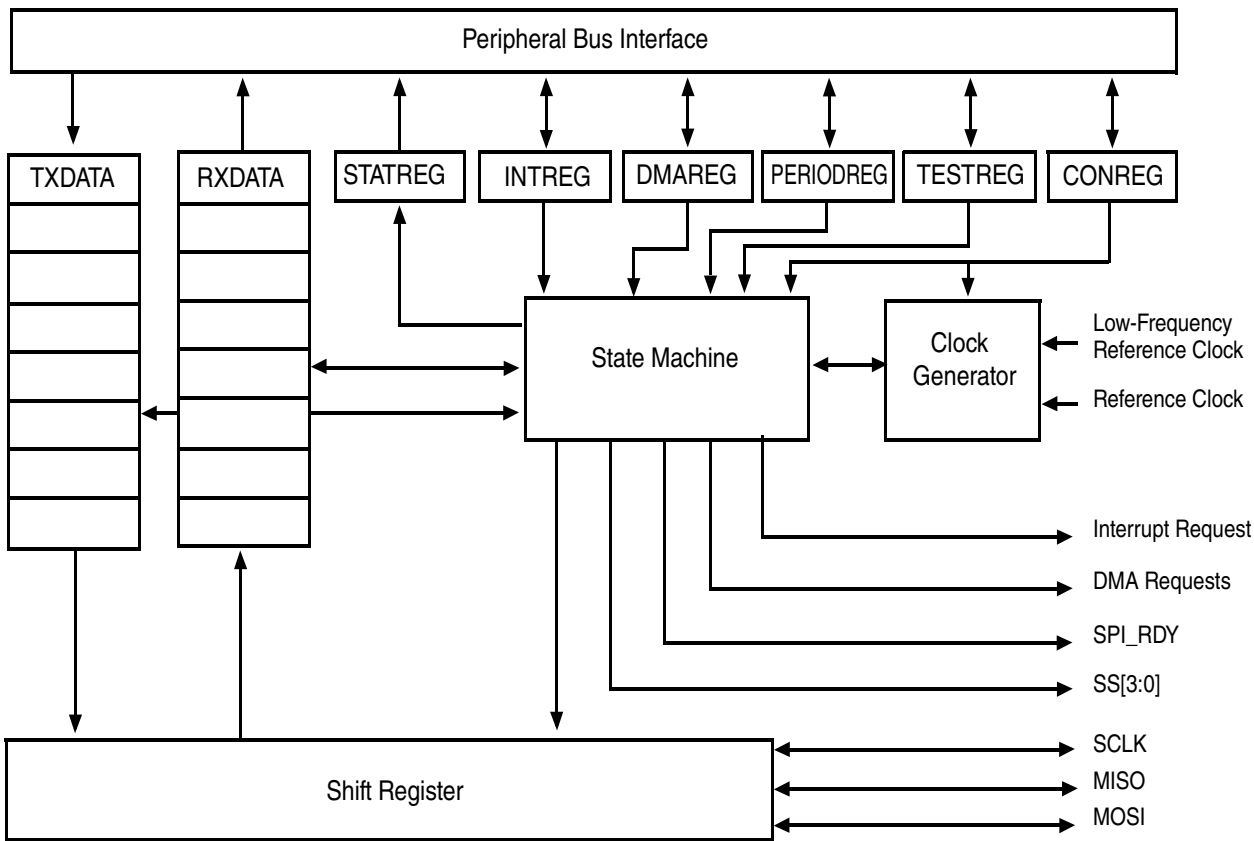 Peripheral Bus Interface
TXDATA
RXDATA
STATREG
INTREG
DMAREG
PERIODREG
TESTREG
CONREG
State Machine
Clock
Generator
Low-Frequency
Reference Clock
Reference Clock
Interrupt Request
DMA Requests
SPI_RDY
SS[3:0]
Shift Register
SCLK
MISO
MOSI